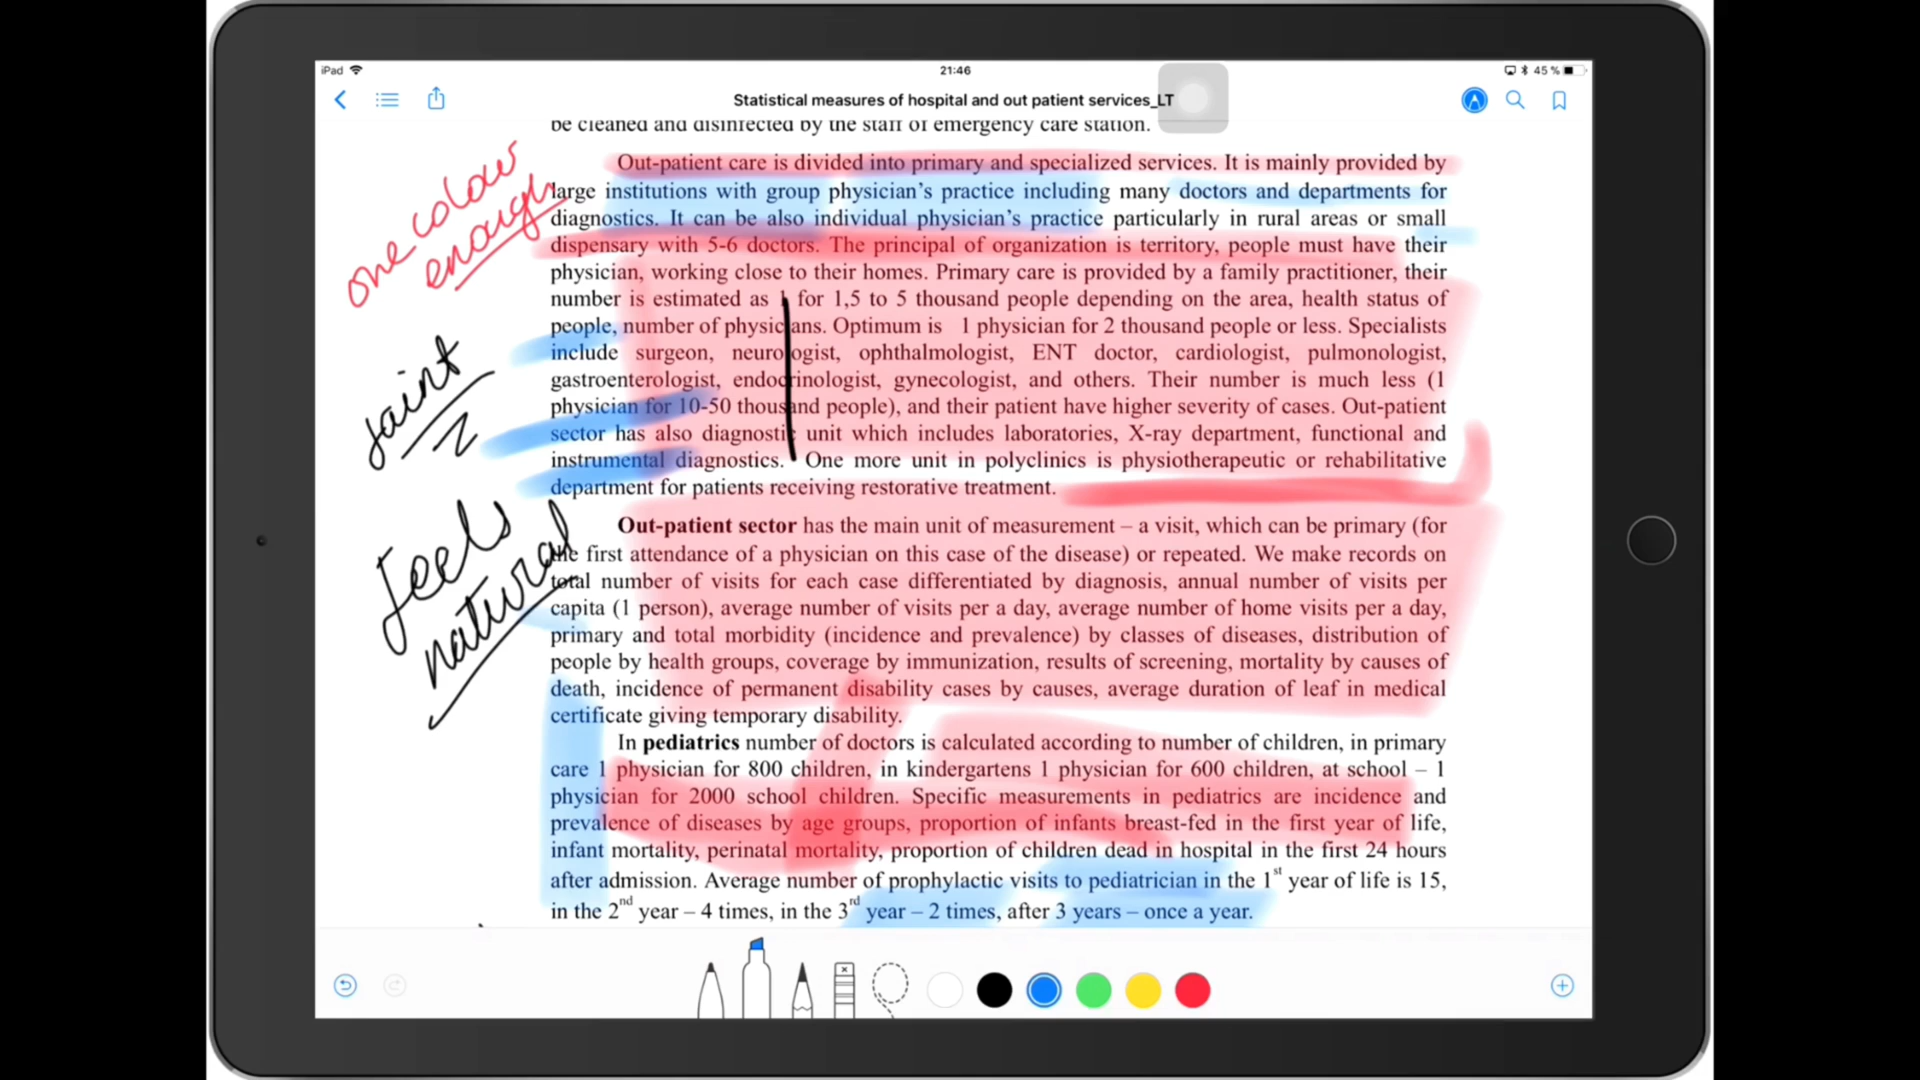 iPad
21:46
45 %
Statistical measures of hospital and out patient services_LT
be cleaned and disinfected by the staff of emergency care station.
Out-patient care is divided into primary and specialized services. It is mainly provided by
large institutions with group physician's practice including many doctors and departments for
diagnostics. It can be also individual physician's practice particularly in rural areas or small
dispensary with 5-6 doctors. The principal of organization is territory, people must have their
physician, working close to their homes. Primary care is provided by a family practitioner, their
number is estimated as 1 for 1,5 to 5 thousand people depending on the area, health status of
people, number of physicians. Optimum is 1 physician for 2 thousand people or less. Specialists
include surgeon, neurologist, ophthalmologist, ENT doctor, cardiologist, pulmonologist,
gastroenterologist, endocrinologist, gynecologist, and others. Their number is much less (1
physician for 10-50 thousand people), and their patient have higher severity of cases. Out-patient
sector has also diagnostic unit which includes laboratories, X-ray department, functional and
instrumental diagnostics. One more unit in polyclinics is physiotherapeutic or rehabilitative
department for patients receiving restorative treatment.
Out-patient sector has the main unit of measurement – a visit, which can be primary (for
the first attendance of a physician on this case of the disease) or repeated. We make records on
total number of visits for each case differentiated by diagnosis, annual number of visits per
capita (1 person), average number of visits per a day, average number of home visits per a day,
primary and total morbidity (incidence and prevalence) by classes of diseases, distribution of
people by health groups, coverage by immunization, results of screening, mortality by causes of
death, incidence of permanent disability cases by causes, average duration of leaf in medical
certificate giving temporary disability.
In pediatrics number of doctors is calculated according to number of children, in primary
care 1 physician for 800 children, in kindergartens 1 physician for 600 children, at school – 1
physician for 2000 school children. Specific measurements in pediatrics are incidence and
prevalence of diseases by age groups, proportion of infants breast-fed in the first year of life,
infant mortality, perinatal mortality, proportion of children dead in hospital in the first 24 hours
after admission. Average number of prophylactic visits to pediatrician in the 1st year of life is 15,
in the 2nd year – 4 times, in the 3rd year – 2 times, after 3 years – once a year.
one colour
enough
saint
feels
natural